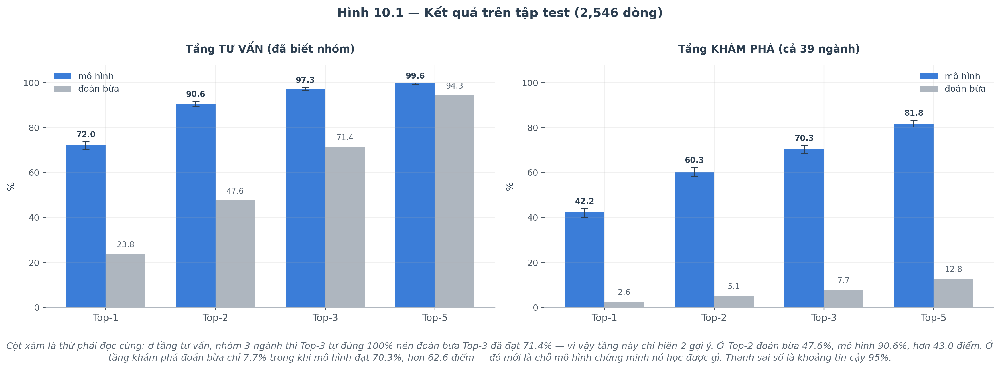 Hình 10.1 — Kết quả trên tập test (2,546 dòng)
Tầng TƯ VẤN (đã biết nhóm)
mô hình
đoán bừa
100
80
60
40
20
0
%
72.0
23.8
90.6
47.6
97.3
71.4
99.6
94.3
Top-1
Top-2
Top-3
Top-5
Tầng KHÁM PHÁ (cả 39 ngành)
mô hình
đoán bừa
100
80
60
40
20
0
%
42.2
2.6
60.3
5.1
70.3
7.7
81.8
12.8
Top-1
Top-2
Top-3
Top-5
Cột xám là thứ phải đọc cùng: ở tầng tư vấn, nhóm 3 ngành thì Top-3 tự đúng 100% nên đoán bừa Top-3 đã đạt 71.4% — vì vậy tầng này chỉ hiện 2 gợi ý. Ở Top-2 đoán bừa 47.6%, mô hình 90.6%, hơn 43.0 điểm. Ở
tầng khám phá đoán bừa chỉ 7.7% trong khi mô hình đạt 70.3%, hơn 62.6 điểm — đó mới là chỗ mô hình chứng minh nó học được gì. Thanh sai số là khoảng tin cậy 95%.